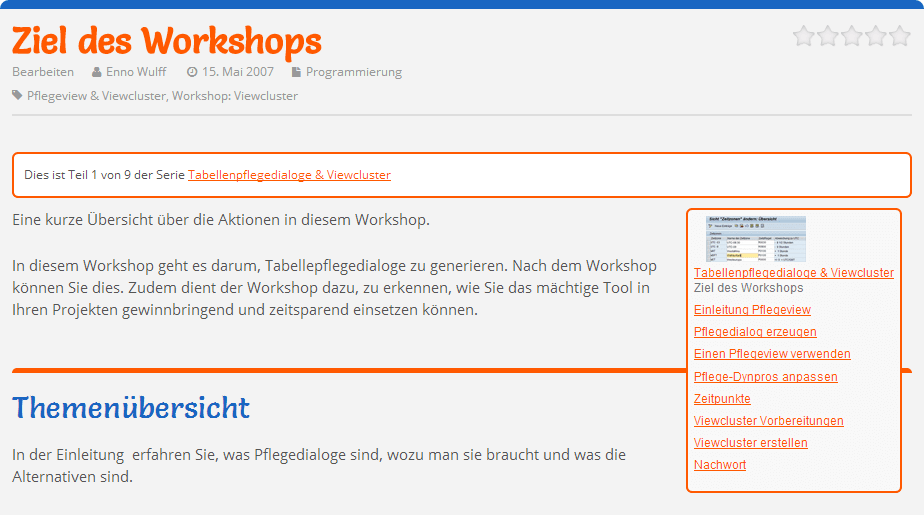 Ziel des Workshops
Bearbeiten Enno Wulff 15. Mai 2007 Programmierung
Pflegeview & Viewcluster, Workshop: Viewcluster
Dies ist Teil 1 von 9 der Serie Tabellenpflegedialoge & Viewcluster
Eine kurze Übersicht über die Aktionen in diesem Workshop.
In diesem Workshop geht es darum, Tabellepflegedialoge zu generieren. Nach dem Workshop
können Sie dies. Zudem dient der Workshop dazu, zu erkennen, wie Sie das mächtige Tool in
Ihren Projekten gewinnbringend und zeitsparend einsetzen können.
Sicht "Zeitzonen" ändern: Übersicht
Tabellenpflegedialoge & Viewcluster
Ziel des Workshops
Einleitung Pflegeview
Pflegedialog erzeugen
Einen Pflegeview verwenden
Pflege-Dynpros anpassen
Zeitpunkte
Viewcluster Vorbereitungen
Viewcluster erstellen
Nachwort
Themenübersicht
In der Einleitung erfahren Sie, was Pflegedialoge sind, wozu man sie braucht und was die
Alternativen sind.